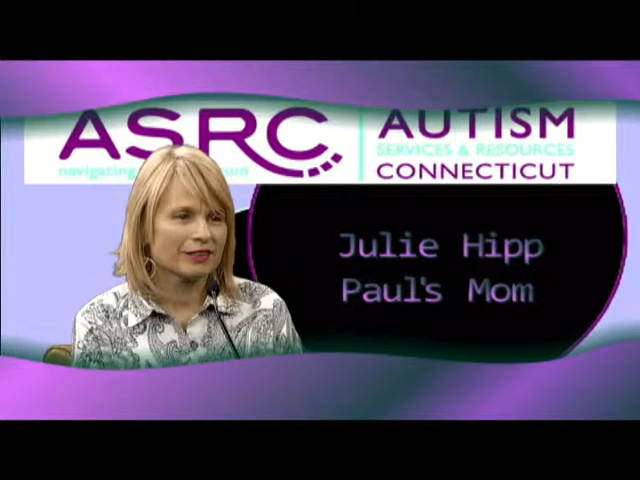 ASRC
navigating
AUTISM
SERVICES & RESOURCES
CONNECTICUT
Julie Hipp
Paul's Mom